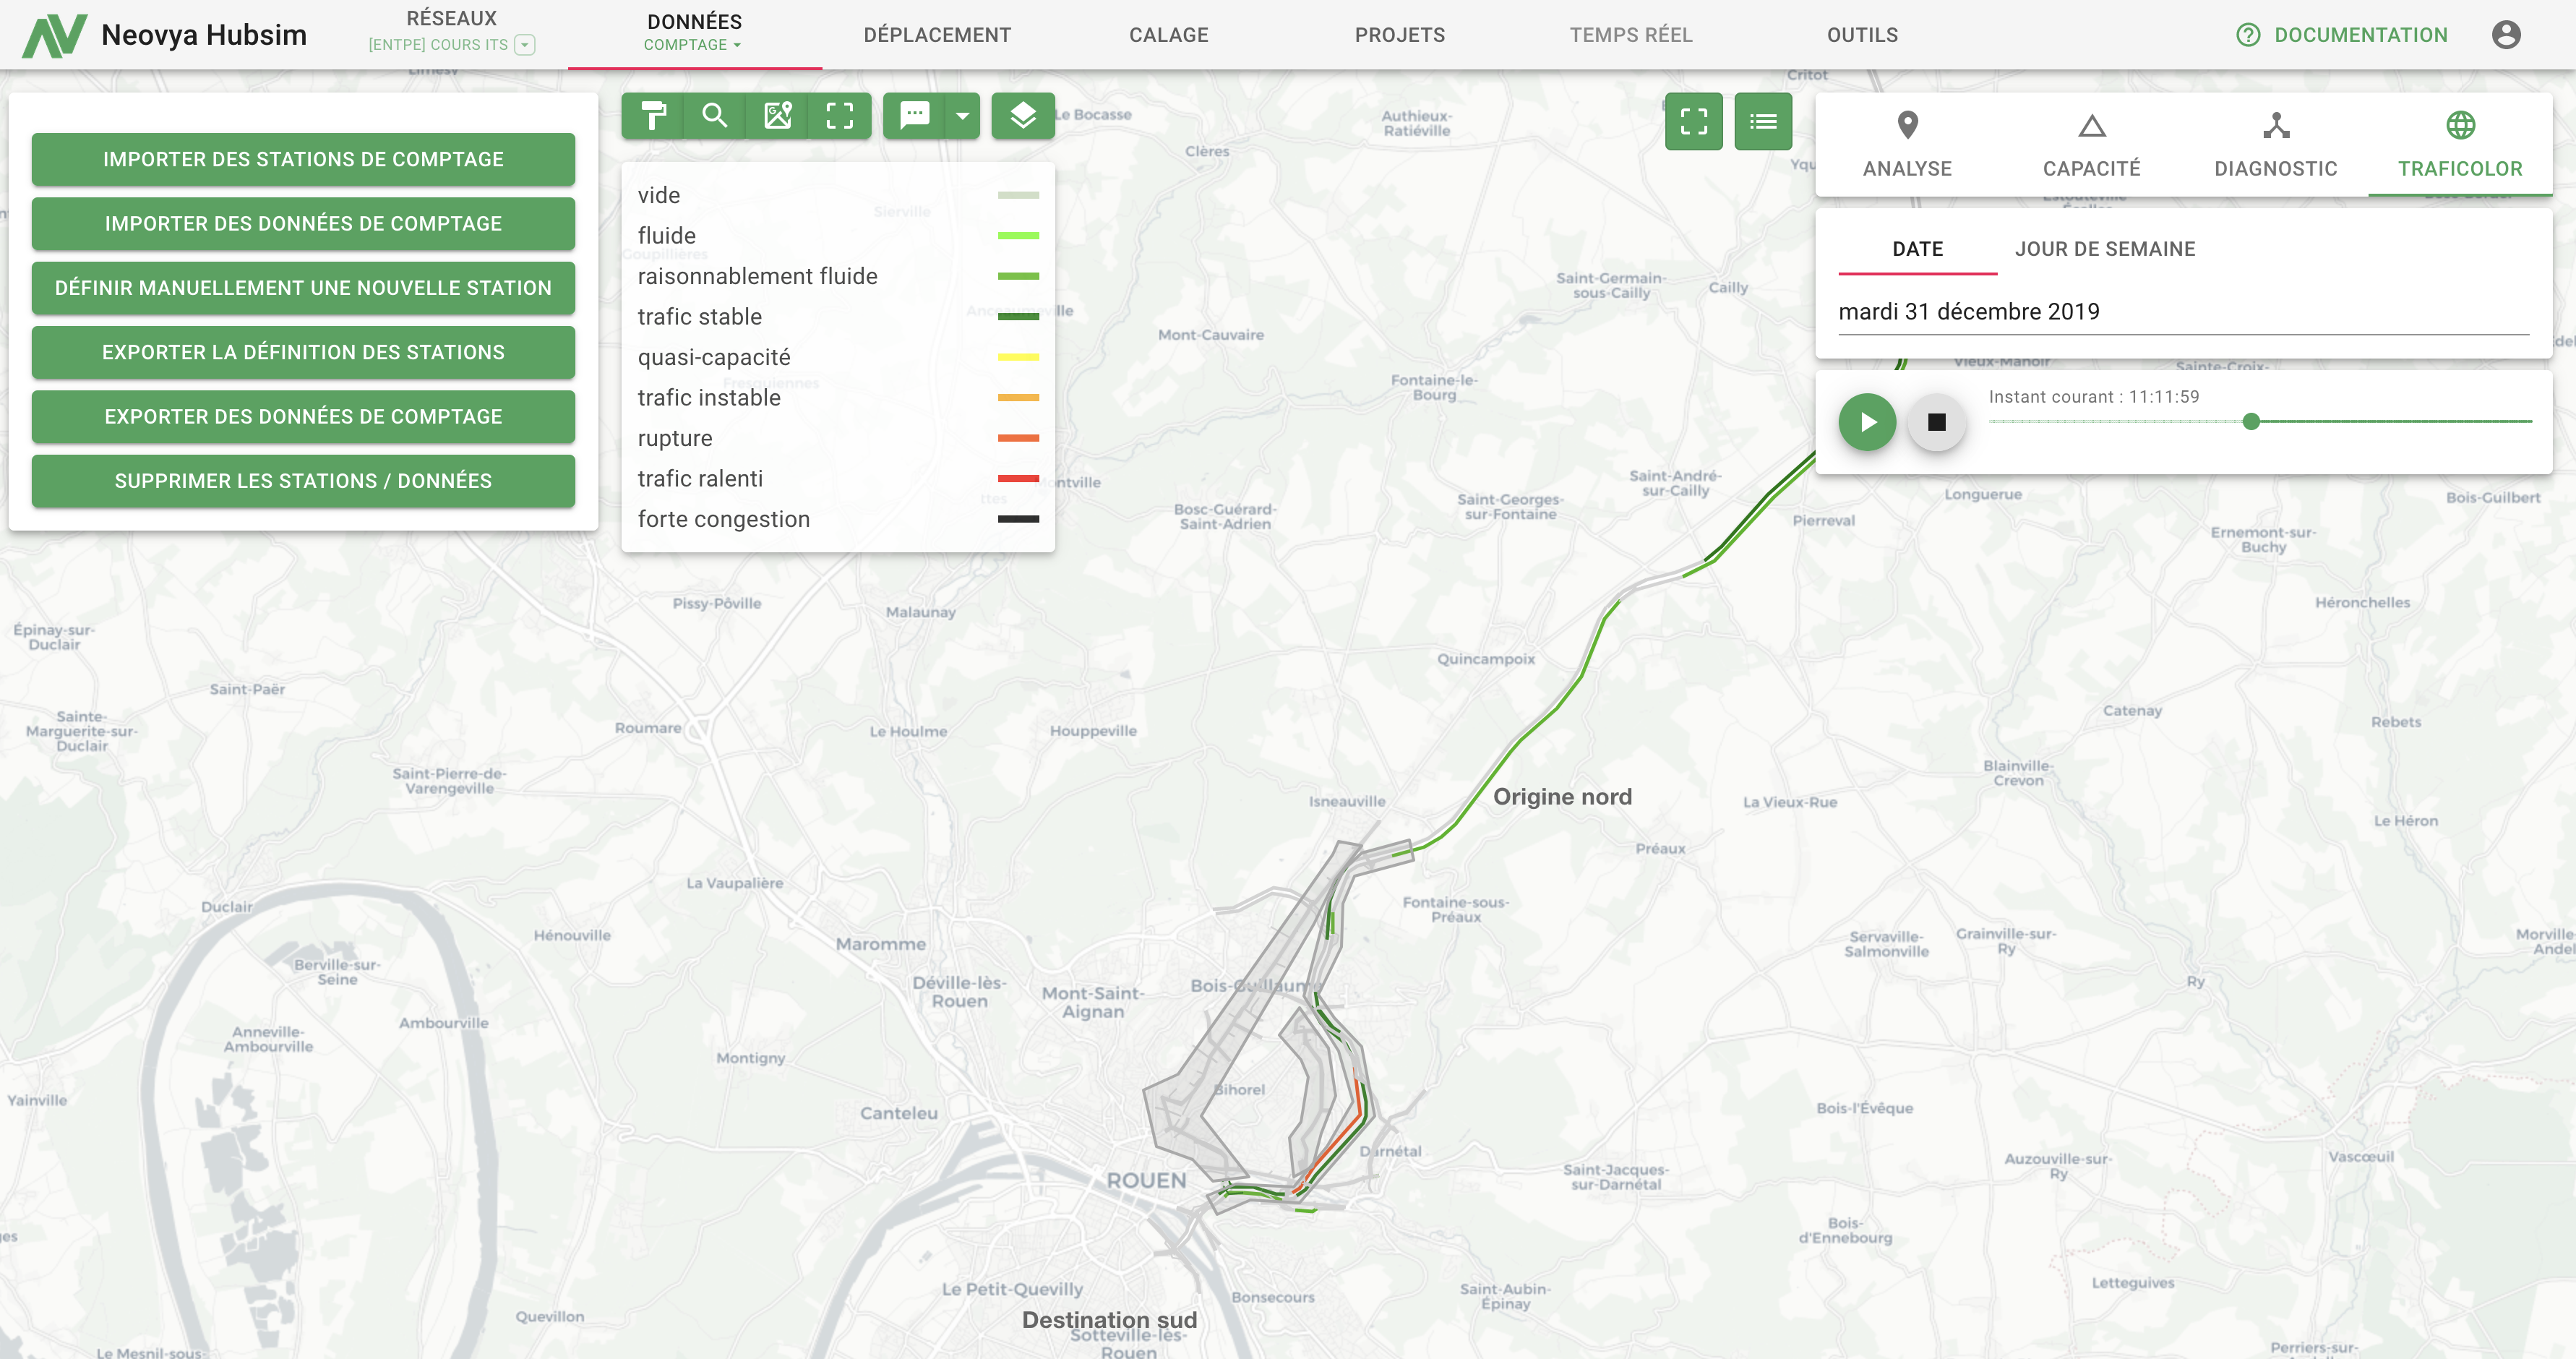 Neovya Hubsim
RÉSEAUX
[ENTPE] COURS ITS
DONNÉES
COMPTAGE
DÉPLACEMENT
CALAGE
PROJETS
TEMPS RÉEL
OUTILS
DOCUMENTATION
IMPORTER DES STATIONS DE COMPTAGE
IMPORTER DES DONNÉES DE COMPTAGE
DÉFINIR MANUELLEMENT UNE NOUVELLE STATION
EXPORTER LA DÉFINITION DES STATIONS
EXPORTER DES DONNÉES DE COMPTAGE
SUPPRIMER LES STATIONS / DONNÉES
vide
fluide
raisonnablement fluide
trafic stable
quasi-capacité
trafic instable
rupture
trafic ralenti
forte congestion
ANALYSE
CAPACITÉ
DIAGNOSTIC
TRAFICOLOR
DATE
JOUR DE SEMAINE
mardi 31 décembre 2019
Instant courant : 11:11:59
Critot
Le Bocasse
Authieux-
Ratiéville
Clères
Sierville
Goupillières
Saint-Germain-
sous-Cailly
Cailly
Mont-Cauvaire
Vieux-Manoir
Sainte-Croix-
Fresquiennes
Fontaine-le-
Bourg
Saint-André-
sur-Cailly
Longuerue
Bois-Guilbert
Saint-Georges-
sur-Fontaine
Bosc-Guérard-
Saint-Adrien
Pierreval
Ernemont-sur-
Buchy
Pissy-Pôville
Malaunay
Héronchelles
Épinay-sur-
Duclair
Quincampoix
Saint-Paër
Sainte-
Marguerite-sur-
Duclair
Roumare
Le Houlme
Houppeville
Catenay
Rebets
Saint-Pierre-de-
Varengeville
Blainville-
Crevon
Origine nord
Isneauville
La Vieux-Rue
Le Héron
Préaux
La Vaupalière
Duclair
Fontaine-sous-
Préaux
Hénouville
Maromme
Servaville-
Salmonville
Grainville-sur-
Ry
Morville-
Berville-sur-
Seine
Déville-lès-
Rouen
Mont-Saint-
Aignan
Bois-Guillaum
Ry
Anneville-
Ambourville
Ambourville
Montigny
Bihorel
Yainville
Canteleu
Bois-l'Évêque
Darnétal
ROUEN
Saint-Jacques-
sur-Darnétal
Auzouville-sur-
Ry
Vascœuil
Bois-
d'Ennebourg
Le Petit-Quevilly
Bonsecours
Saint-Aubin-
Épinay
Letteguives
Quevillon
Destination sud
Sotteville-lès-
Rouen
Le Mesnil-sous-
Perriers-sur-